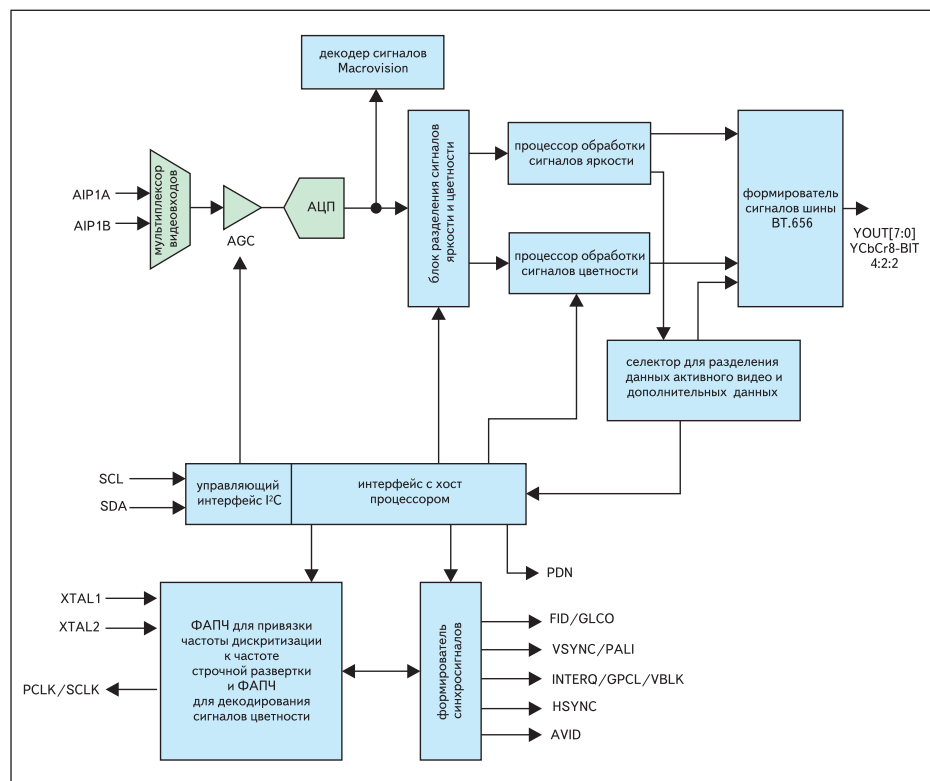 декодер сигналов
Macrovision
AIP1A
AIP1B
мультиплексор
видеовходов
AGC
АЦП
блок разделения сигналов
яркости и цветности
процессор обработки
сигналов яркости
процессор обработки
сигналов цветности
формирователь
сигналов шины
BT.656
YOUT[7:0]
YCbCr8-BIT
4:2:2
селектор для разделения
данных активного видео и
дополнительных данных
SCL
SDA
управляющий
интерфейс I²C
интерфейс с хост
процессором
PDN
XTAL1
XTAL2
PCLK/SCLK
ФАПЧ для привязки
частоты дискритизации
к частоте
строчной развертки
и ФАПЧ
для декодирования
сигналов цветности
формирователь
синхросигналов
FID/GLCO
VSYNC/PALI
INTERQ/GPCL/VBLK
HSYNC
AVID